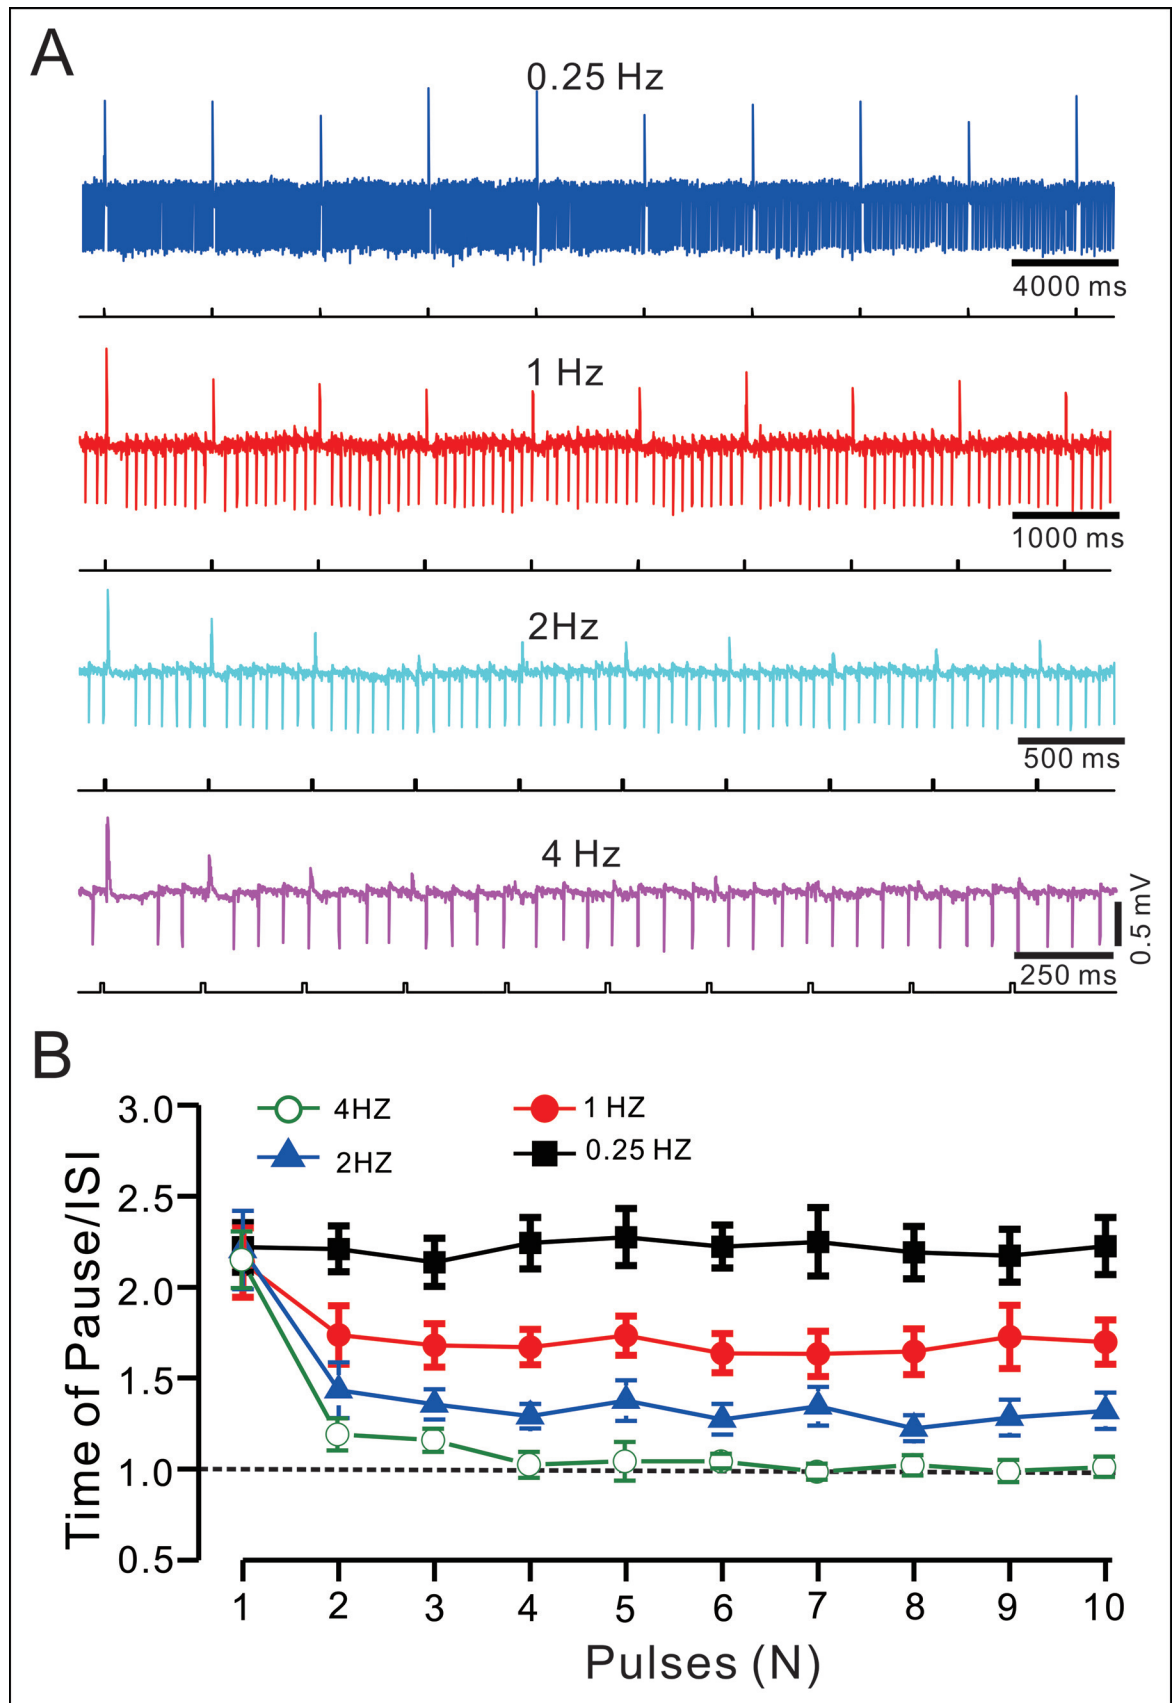 A
0.25 Hz
4000 ms
1 Hz
1000 ms
2Hz
500 ms
4 Hz
0.5 mV
250 ms
B
Time of Pause/ISI
3.0
2.5
2.0
1.5
1.0
0.5
4HZ
1 HZ
2HZ
0.25 HZ
1 2 3 4 5 6 7 8 9 10
Pulses (N)